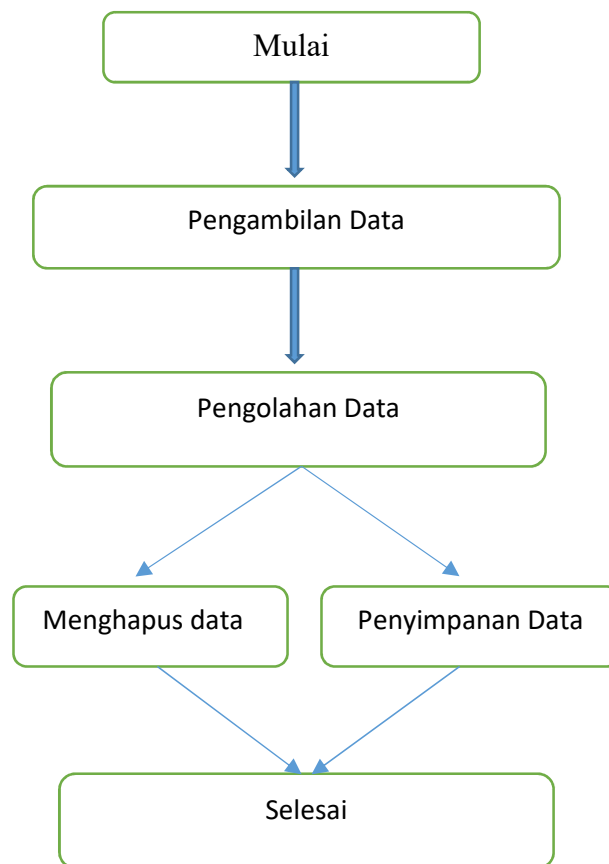 Mulai
Pengambilan Data
Pengolahan Data
Menghapus data
Penyimpanan Data
Selesai